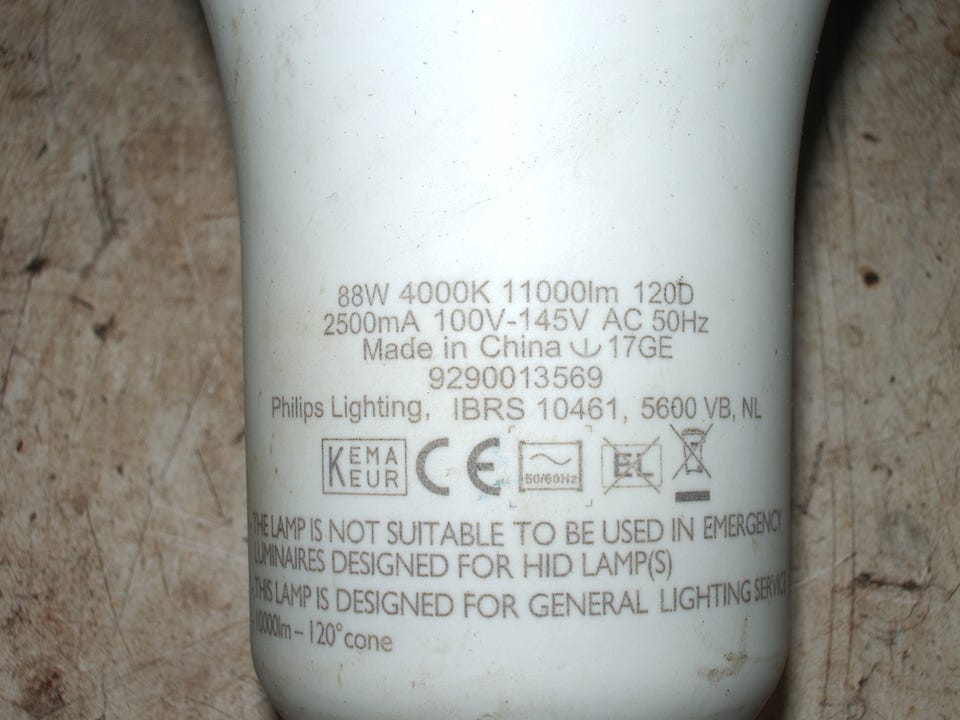 88W 4000K 11000lm 120D
2500mA 100V-145V AC 50Hz
Made in China 17GE
9290013569
Philips Lighting, IBRS 10461, 5600 VB, NL
KEMA KEUR CE 50/60Hz EL
THE LAMP IS NOT SUITABLE TO BE USED IN EMERGENCY
LUMINAIRES DESIGNED FOR HID LAMP(S)
THIS LAMP IS DESIGNED FOR GENERAL LIGHTING SERVIC
10000lm – 120° cone